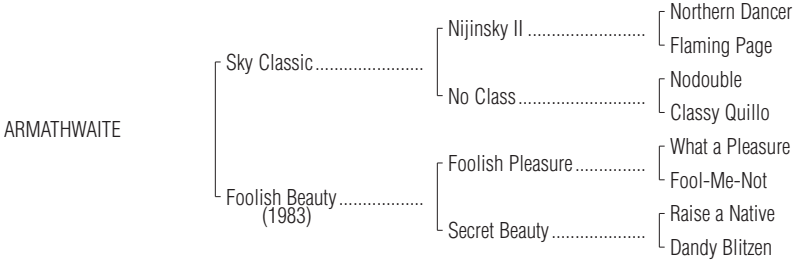 Northern Dancer
Nijinsky II ..........................
Flaming Page
Sky Classic........................
Nodouble
No Class............................
Classy Quillo
ARMATHWAITE
What a Pleasure
Foolish Pleasure................
Fool-Me-Not
Foolish Beauty...................
(1983)
Raise a Native
Secret Beauty ....................
Dandy Blitzen